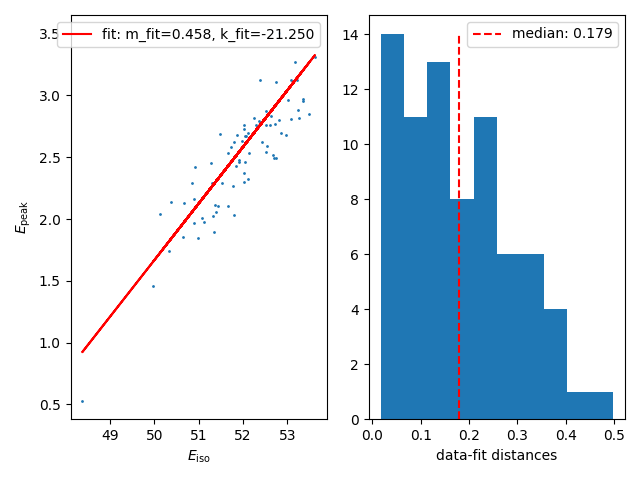 fit: m_fit=0.458, k_fit=-21.250
3.5
3.0
2.5
2.0
1.5
1.0
0.5
E_peak
49 50 51 52 53
E_iso
median: 0.179
14
12
10
8
6
4
2
0
0.0 0.1 0.2 0.3 0.4 0.5
data-fit distances